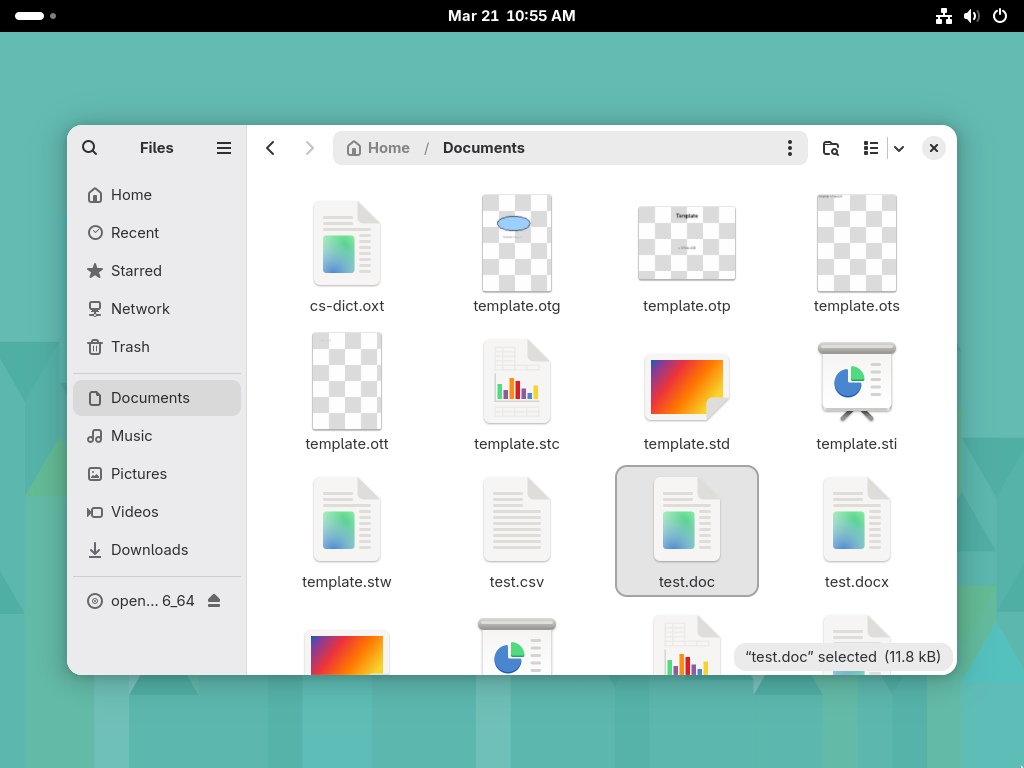 Mar 21  10:55 AM
Files
Home / Documents
Home
Recent
Starred
Network
Trash
Documents
Music
Pictures
Videos
Downloads
open… 6_64
Template
cs-dict.oxt
template.otg
template.otp
template.ots
template.ott
template.stc
template.std
template.sti
template.stw
test.csv
test.doc
test.docx
“test.doc” selected (11.8 kB)